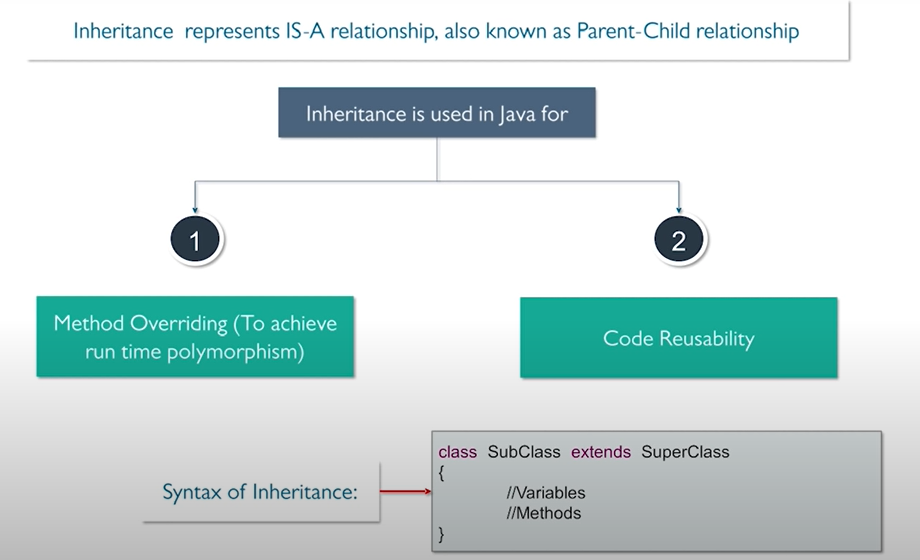 Inheritance represents IS-A relationship, also known as Parent-Child relationship
Inheritance is used in Java for
1
2
Method Overriding (To achieve
run time polymorphism)
Code Reusability
Syntax of Inheritance:
class SubClass extends SuperClass
{
//Variables
//Methods
}